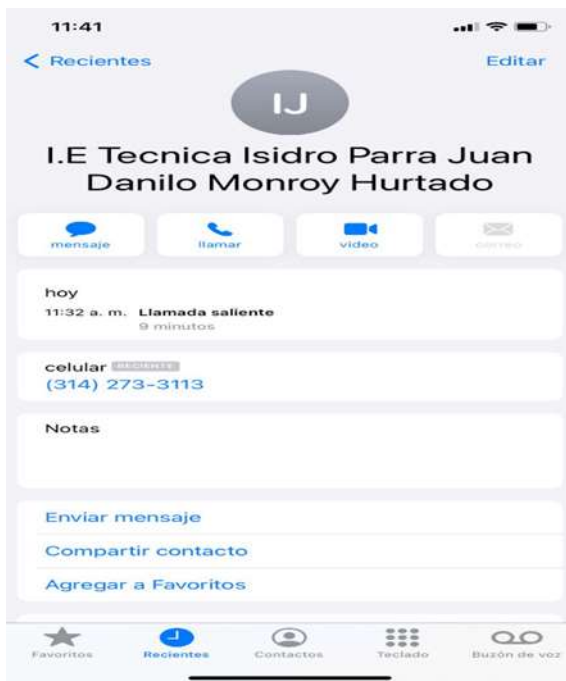 11:41
Recientes
Editar
IJ
I.E Tecnica Isidro Parra Juan
Danilo Monroy Hurtado
mensaje
llamar
video
correo
hoy
11:32 a. m. Llamada saliente
9 minutos
celular RECIENTE
(314) 273-3113
Notas
Enviar mensaje
Compartir contacto
Agregar a Favoritos
Favoritos
Recientes
Contactos
Teclado
Buzón de voz